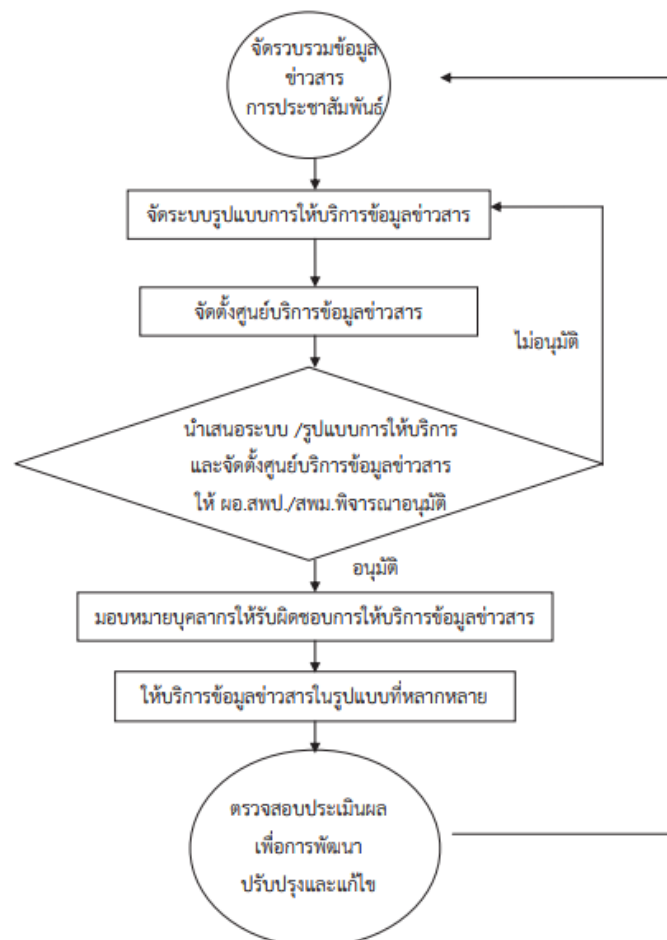 จัดรวบรวมข้อมูล
ข่าวสาร
การประชาสัมพันธ์
จัดระบบรูปแบบการให้บริการข้อมูลข่าวสาร
จัดตั้งศูนย์บริการข้อมูลข่าวสาร
ไม่อนุมัติ
นำเสนอระบบ /รูปแบบการให้บริการ
และจัดตั้งศูนย์บริการข้อมูลข่าวสาร
ให้ ผอ.สพป./สพม.พิจารณาอนุมัติ
อนุมัติ
มอบหมายบุคลากรให้รับผิดชอบการให้บริการข้อมูลข่าวสาร
ให้บริการข้อมูลข่าวสารในรูปแบบที่หลากหลาย
ตรวจสอบประเมินผล
เพื่อการพัฒนา
ปรับปรุงและแก้ไข